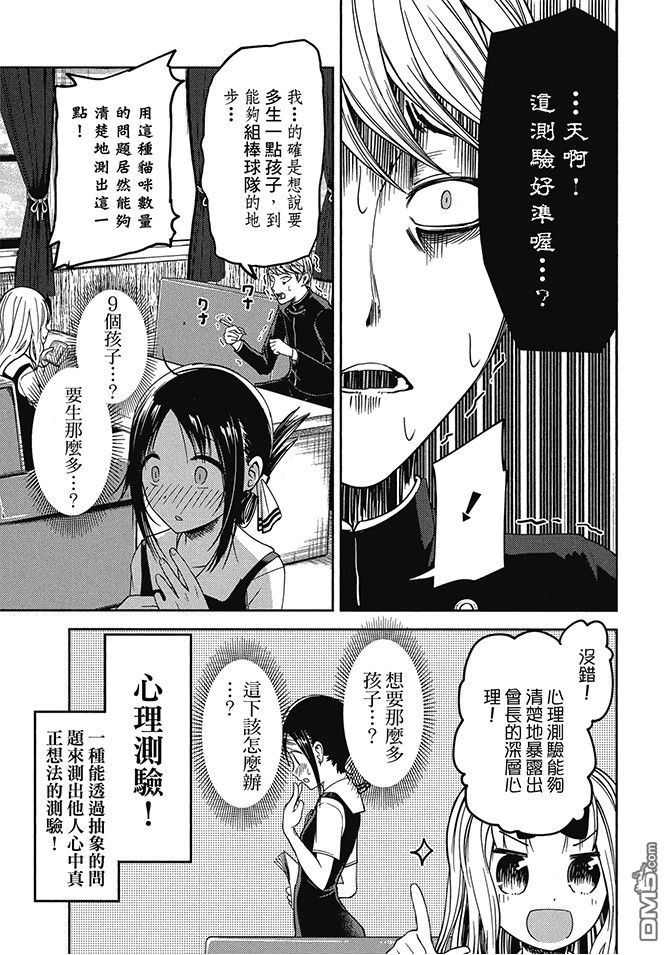 …天啊！
這測驗好準喔…？
！
我…的確是想說要
多生一點孩子，到
能夠組棒球隊的地
步…
用這種貓咪數量
的問題居然能夠
清楚地測出這一
點！
ワナ
ワナ
9個孩子…？
要生那麼多…？
沒錯！
心理測驗能夠
清楚地暴露出
會長的深層心
理！
想要那麼多
孩子…？
這下該怎麼辦
…？
心理測驗！
一種能透過抽象的問
題來測出他人心中真
正想法的測驗！
DM5.com